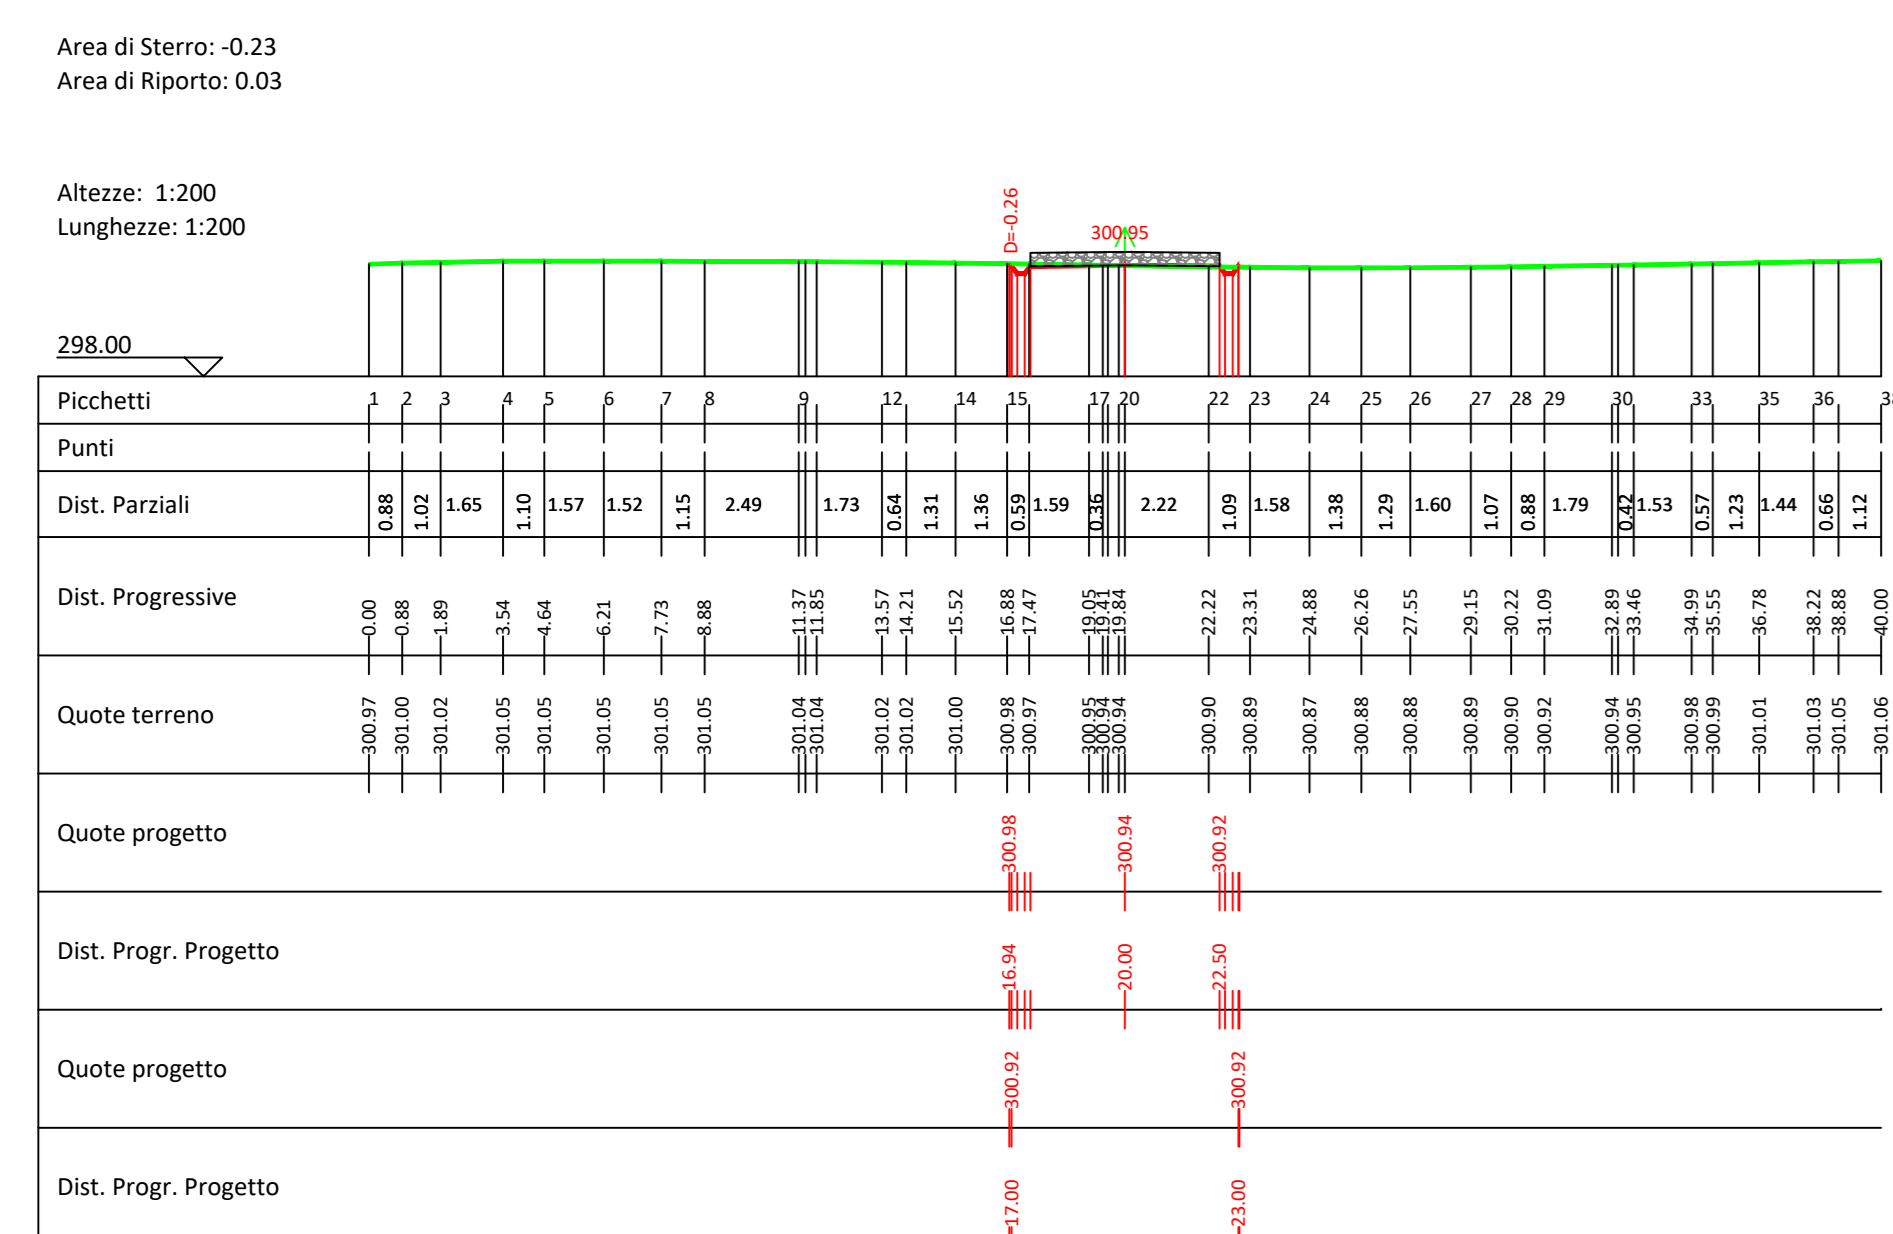 Area di Sterro: -0.23
Area di Riporto: 0.03
Altezze: 1:200
Lunghezze: 1:200
D=-0.26
300.95
298.00
Picchetti 1 2 3 4 5 6 7 8 9 12 14 15 17 20 22 23 24 25 26 27 28 29 30 33 35 36
Punti
Dist. Parziali 0.88 1.02 1.65 1.10 1.57 1.52 1.15 2.49 1.73 0.64 1.31 1.36 0.59 1.59 0.36 2.22 1.09 1.58 1.38 1.29 1.60 1.07 0.88 1.79 0.42 1.53 0.57 1.23 1.44 0.66 1.12
Dist. Progressive 0.00 0.88 1.89 3.54 4.64 6.21 7.73 8.88 11.37 11.85 13.57 14.21 15.52 16.88 17.47 19.05 19.41 19.84 22.22 23.31 24.88 26.26 27.55 29.15 30.22 31.09 32.89 33.46 34.99 35.55 36.78 38.22 38.88 40.00
Quote terreno 300.97 301.00 301.02 301.05 301.05 301.05 301.05 301.05 301.04 301.04 301.02 301.02 301.00 300.98 300.97 300.95 300.94 300.94 300.90 300.89 300.87 300.88 300.88 300.89 300.90 300.92 300.94 300.95 300.98 300.99 301.01 301.03 301.05 301.06
Quote progetto 300.98 300.94 300.92
Dist. Progr. Progetto 16.94 20.00 22.50
Quote progetto 300.92 300.92
Dist. Progr. Progetto 17.00 23.00